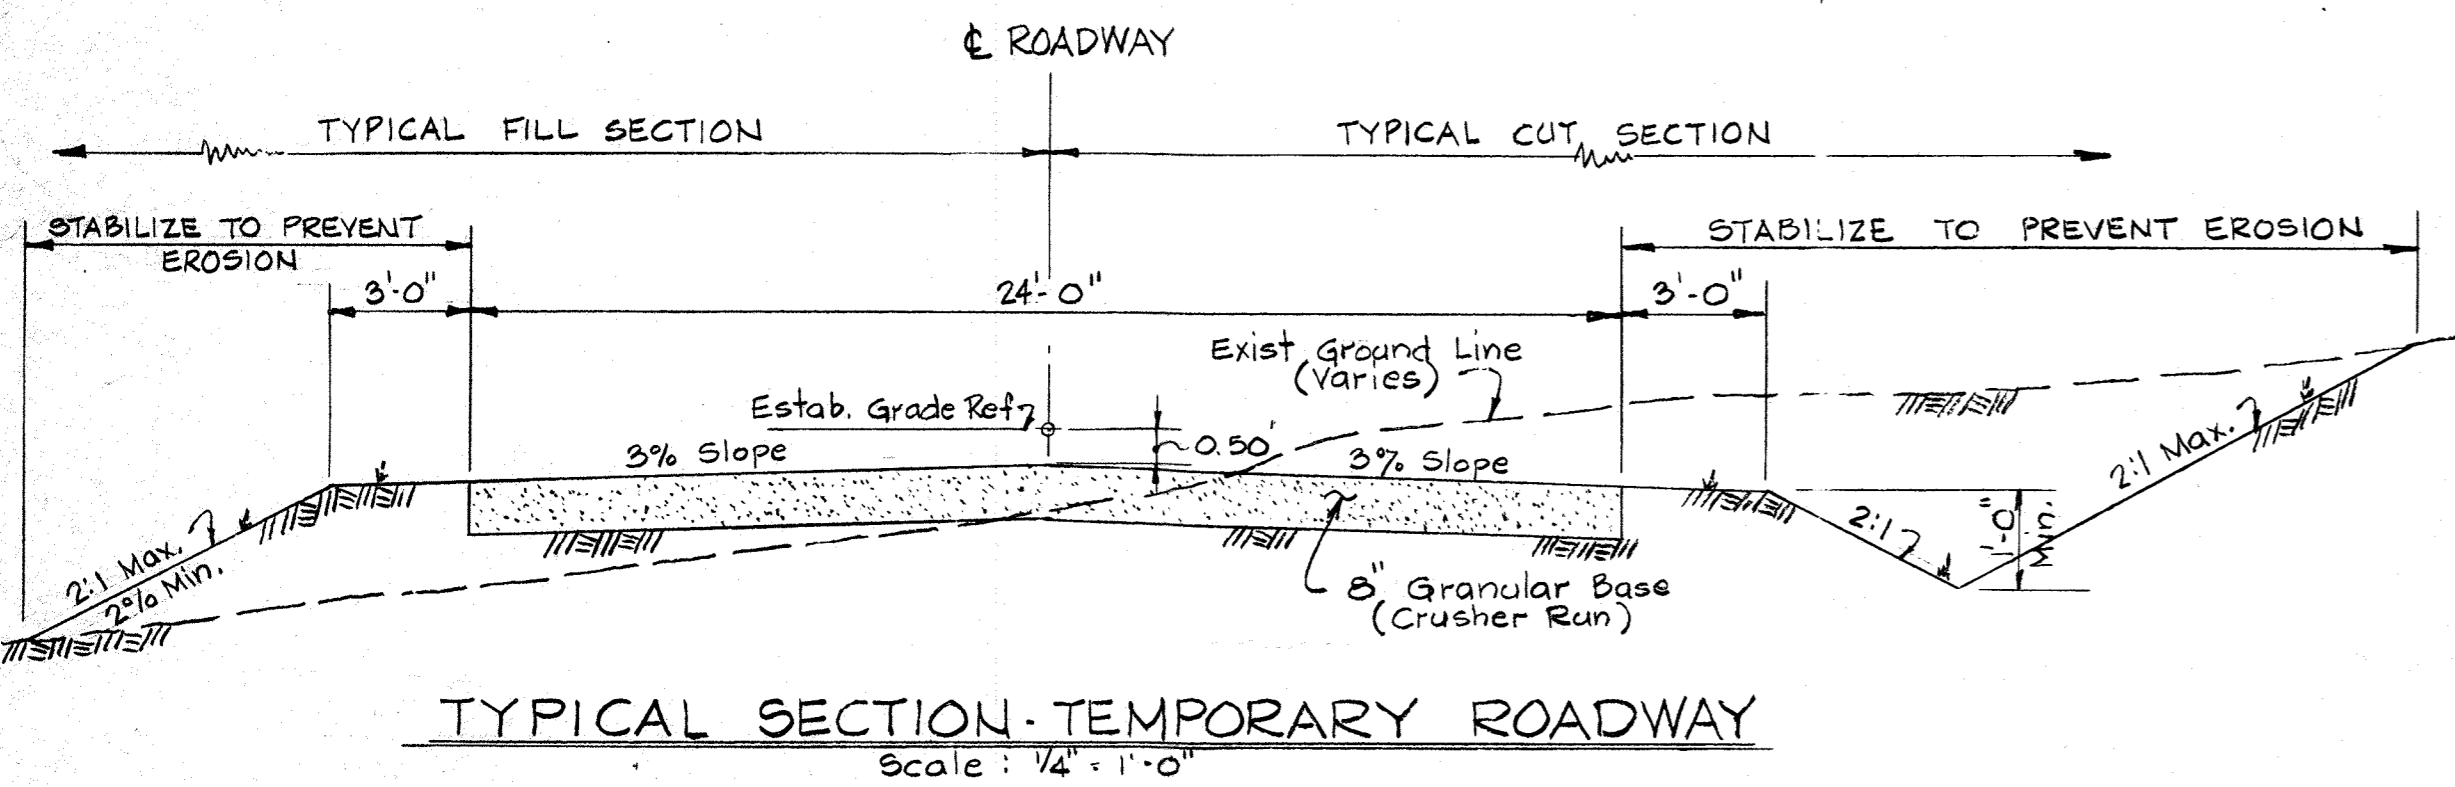 ℄ ROADWAY
TYPICAL FILL SECTION
TYPICAL CUT SECTION
STABILIZE TO PREVENT
EROSION
STABILIZE TO PREVENT EROSION
3'-0"
24'-0"
3'-0"
Exist Ground Line
(Varies)
Estab. Grade Ref
0.50'
3% Slope
3% Slope
2:1 Max.
2% Min.
2:1
1'-0"
Min.
2:1 Max.
8" Granular Base
(Crusher Run)
TYPICAL SECTION - TEMPORARY ROADWAY
Scale : 1/4" = 1'-0"